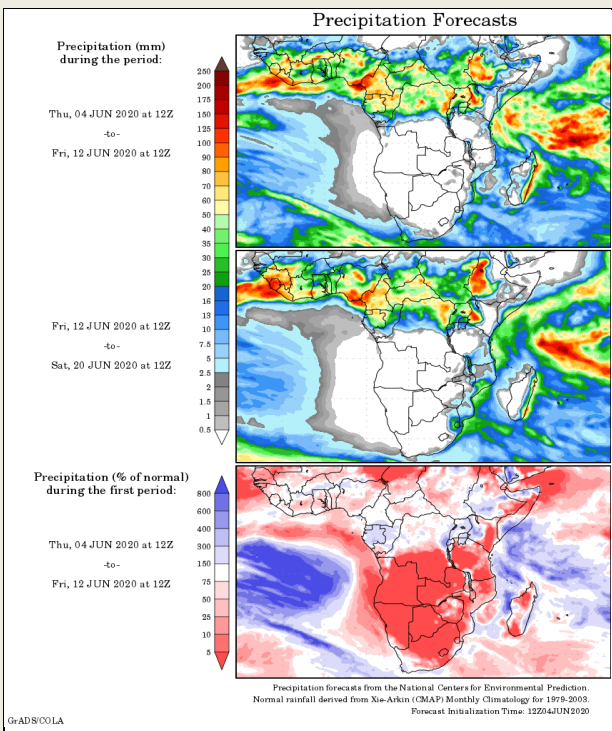 Precipitation Forecasts
Precipitation (mm)
during the period:
Thu, 04 JUN 2020 at 12Z
-to-
Fri, 12 JUN 2020 at 12Z
250
200
175
150
125
100
90
80
70
60
50
40
35
30
25
20
16
13
10
7.5
5
2.5
2
1.5
1
0.5
Fri, 12 JUN 2020 at 12Z
-to-
Sat, 20 JUN 2020 at 12Z
Precipitation (% of normal)
during the first period:
Thu, 04 JUN 2020 at 12Z
-to-
Fri, 12 JUN 2020 at 12Z
800
600
400
300
150
75
50
25
10
5
Precipitation forecasts from the National Centers for Environmental Prediction.
Normal rainfall derived from Xie-Arkin (CMAP) Monthly Climatology for 1979-2003.
Forecast Initialization Time: 12Z04JUN2020
GrADS/COLA